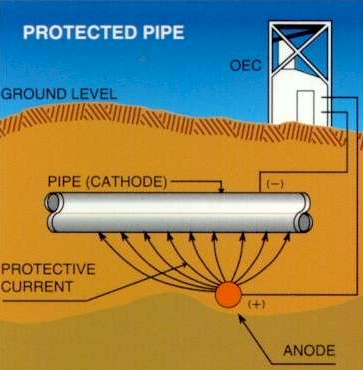 PROTECTED PIPE
OEC
GROUND LEVEL
PIPE (CATHODE)
(−)
PROTECTIVE
CURRENT
(+)
ANODE